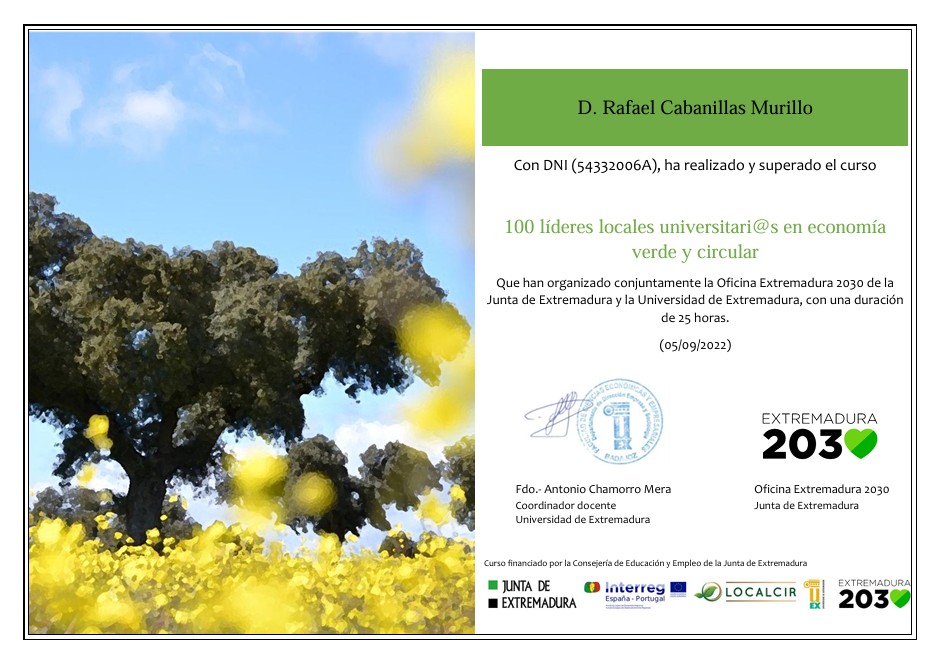 D. Rafael Cabanillas Murillo
Con DNI (54332006A), ha realizado y superado el curso
100 líderes locales universitari@s en economía
verde y circular
Que han organizado conjuntamente la Oficina Extremadura 2030 de la
Junta de Extremadura y la Universidad de Extremadura, con una duración
de 25 horas.
(05/09/2022)
BADAJOZ
EXTREMADURA
203
Fdo.- Antonio Chamorro Mera
Coordinador docente
Universidad de Extremadura
Oficina Extremadura 2030
Junta de Extremadura
Curso financiado por la Consejería de Educación y Empleo de la Junta de Extremadura
JUNTA DE
EXTREMADURA
Interreg
España - Portugal
LOCALCIR
UEX
EXTREMADURA
203